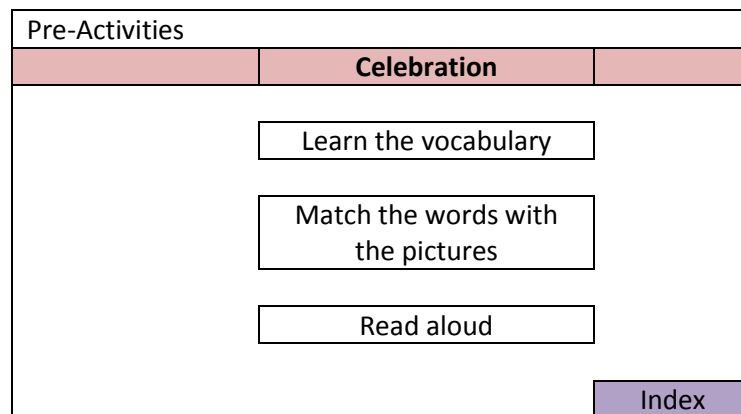 Pre-Activities
Celebration
Learn the vocabulary
Match the words with
the pictures
Read aloud
Index